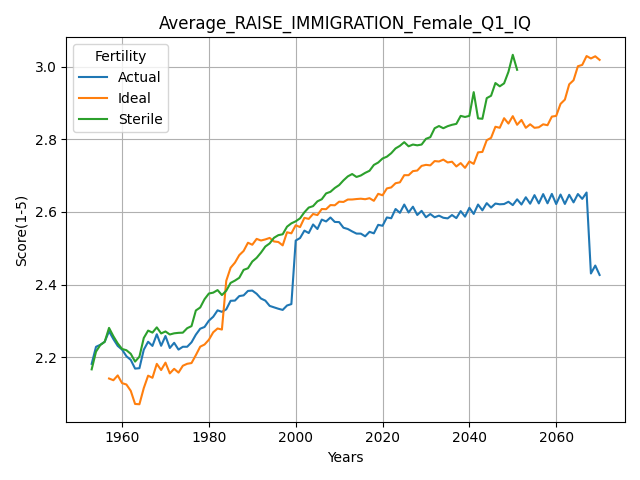 Average_RAISE_IMMIGRATION_Female_Q1_IQ
Fertility
Actual
Ideal
Sterile
Score(1-5)
3.0
2.8
2.6
2.4
2.2
1960 1980 2000 2020 2040 2060
Years